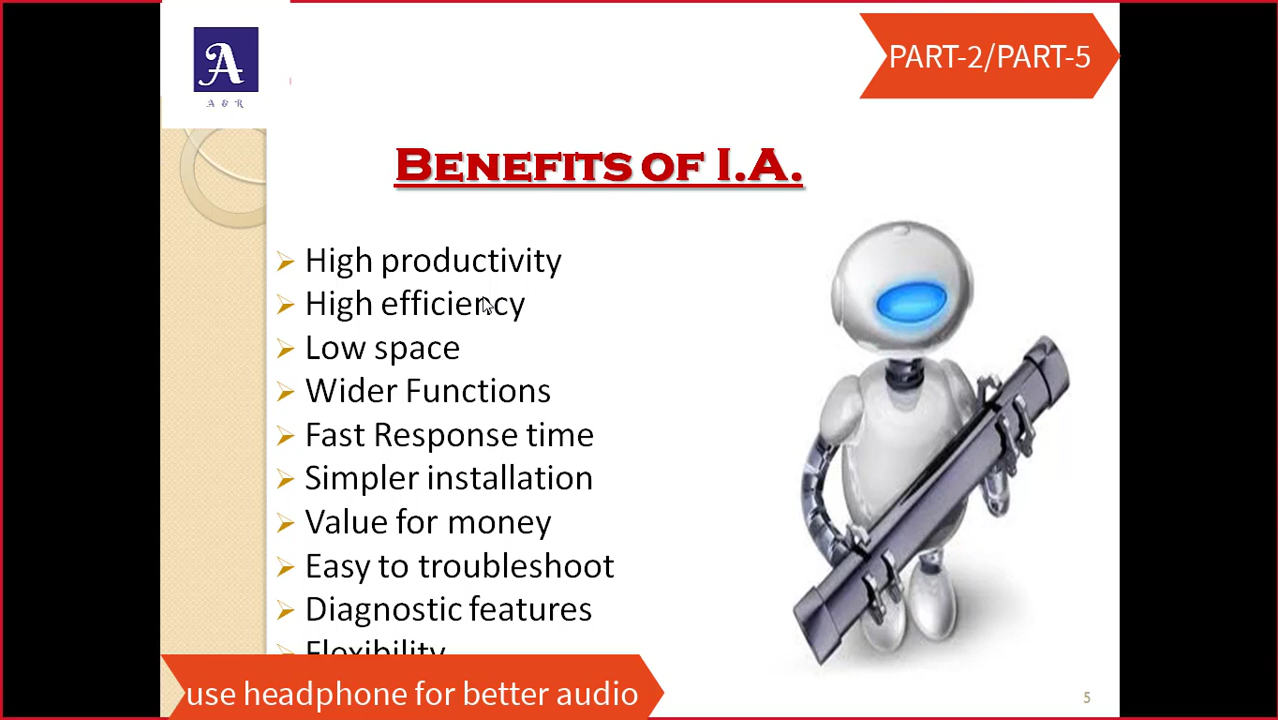 A
A & R
PART-2/PART-5
BENEFITS OF I.A.
High productivity
High efficiency
Low space
Wider Functions
Fast Response time
Simpler installation
Value for money
Easy to troubleshoot
Diagnostic features
Flexibility
use headphone for better audio
5